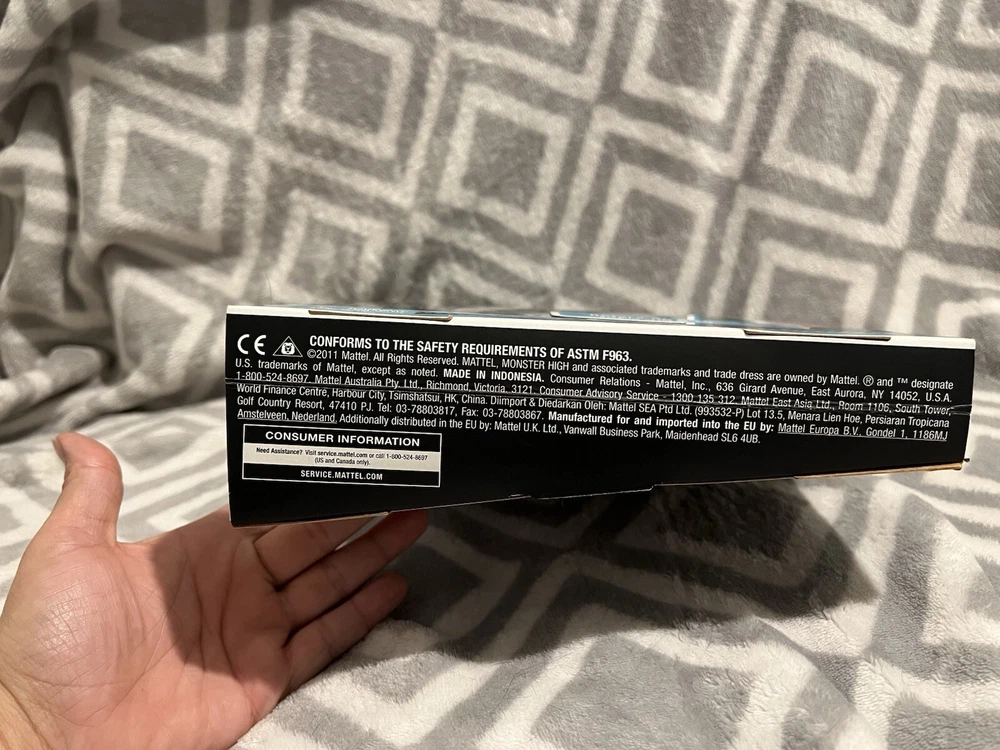 CE CONFORMS TO THE SAFETY REQUIREMENTS OF ASTM F963.
©2011 Mattel. All Rights Reserved. MATTEL, MONSTER HIGH and associated trademarks and trade dress are owned by Mattel. ® and ™ designate
U.S. trademarks of Mattel, except as noted. MADE IN INDONESIA. Consumer Relations - Mattel, Inc., 636 Girard Avenue, East Aurora, NY 14052, U.S.A.
1-800-524-8697. Mattel Australia Pty. Ltd., Richmond, Victoria. 3121. Consumer Advisory Service - 1300 135 312. Mattel East Asia Ltd., Room 1106, South Tower,
World Finance Centre, Harbour City, Tsimshatsui, HK, China. Diimport & Diedarkan Oleh: Mattel SEA Ptd Ltd. (993532-P) Lot 13.5, Menara Lien Hoe, Persiaran Tropicana
Golf Country Resort, 47410 P.J. Tel: 03-78803817, Fax: 03-78803867. Manufactured for and imported into the EU by: Mattel Europa B.V., Gondel 1, 1186MJ
Amstelveen, Nederland. Additionally distributed in the EU by: Mattel U.K. Ltd., Vanwall Business Park, Maidenhead SL6 4UB.
CONSUMER INFORMATION
Need Assistance? Visit service.mattel.com or call 1-800-524-8697
(US and Canada only).
SERVICE.MATTEL.COM